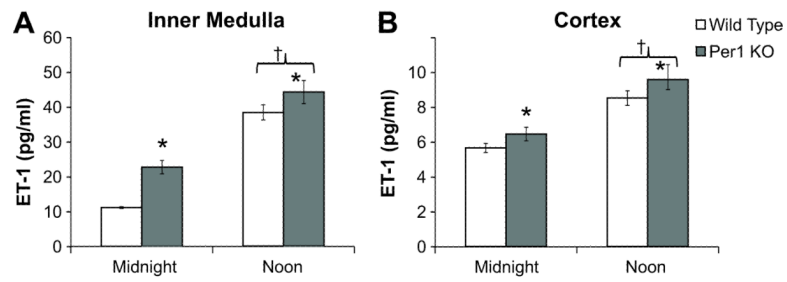 A Inner Medulla
ET-1 (pg/ml)
60
50
40
30
20
10
0
*
†
*
Midnight Noon
B Cortex
Wild Type
Per1 KO
ET-1 (pg/ml)
10
8
6
4
2
0
*
†
*
Midnight Noon